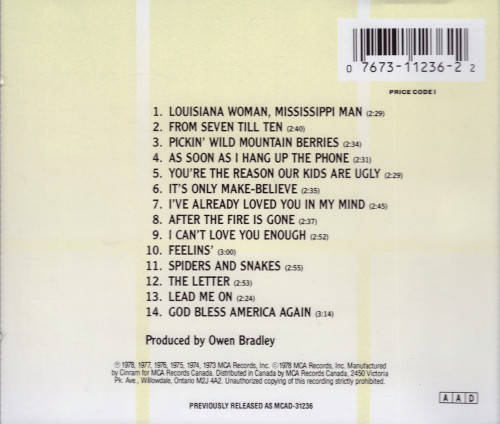 0 7673-11236-2 2
PRICE CODE I
1. LOUISIANA WOMAN, MISSISSIPPI MAN (2:29)
2. FROM SEVEN TILL TEN (2:40)
3. PICKIN' WILD MOUNTAIN BERRIES (2:34)
4. AS SOON AS I HANG UP THE PHONE (2:31)
5. YOU'RE THE REASON OUR KIDS ARE UGLY (2:29)
6. IT'S ONLY MAKE-BELIEVE (2:35)
7. I'VE ALREADY LOVED YOU IN MY MIND (2:45)
8. AFTER THE FIRE IS GONE (2:37)
9. I CAN'T LOVE YOU ENOUGH (2:52)
10. FEELINS' (3:00)
11. SPIDERS AND SNAKES (2:55)
12. THE LETTER (2:53)
13. LEAD ME ON (2:24)
14. GOD BLESS AMERICA AGAIN (3:14)
Produced by Owen Bradley
℗ 1978, 1977, 1976, 1975, 1974, 1973 MCA Records, Inc. © 1978 MCA Records, Inc. Manufactured
by Cinram for MCA Records Canada. Distributed in Canada by MCA Records Canada, 2450 Victoria
Pk. Ave., Willowdale, Ontario M2J 4A2. Unauthorized copying of this recording strictly prohibited.
A A D
PREVIOUSLY RELEASED AS MCAD-31236